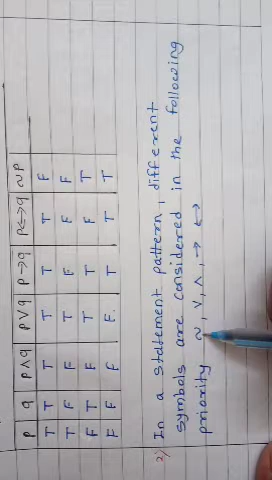 P q P∧q P∨q P→q P↔q ~P
T T T T T T F
T F F T F F F
F T F T T F T
F F F F. T T T
2) In a statement pattern, different
symbols are considered in the following
priority ~, ∨, ∧, → ↔